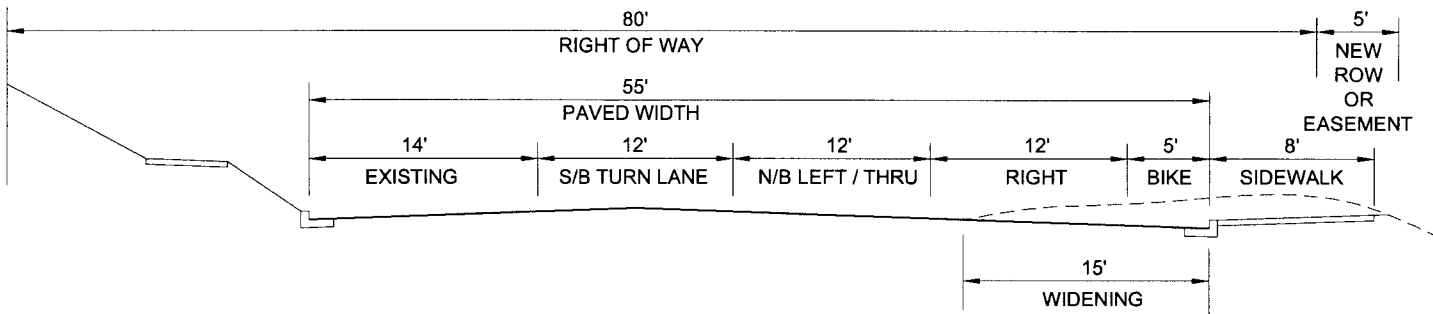 80'
RIGHT OF WAY
5'
NEW
ROW
OR
EASEMENT
55'
PAVED WIDTH
14'
EXISTING
12'
S/B TURN LANE
12'
N/B LEFT / THRU
12'
RIGHT
5'
BIKE
8'
SIDEWALK
15'
WIDENING